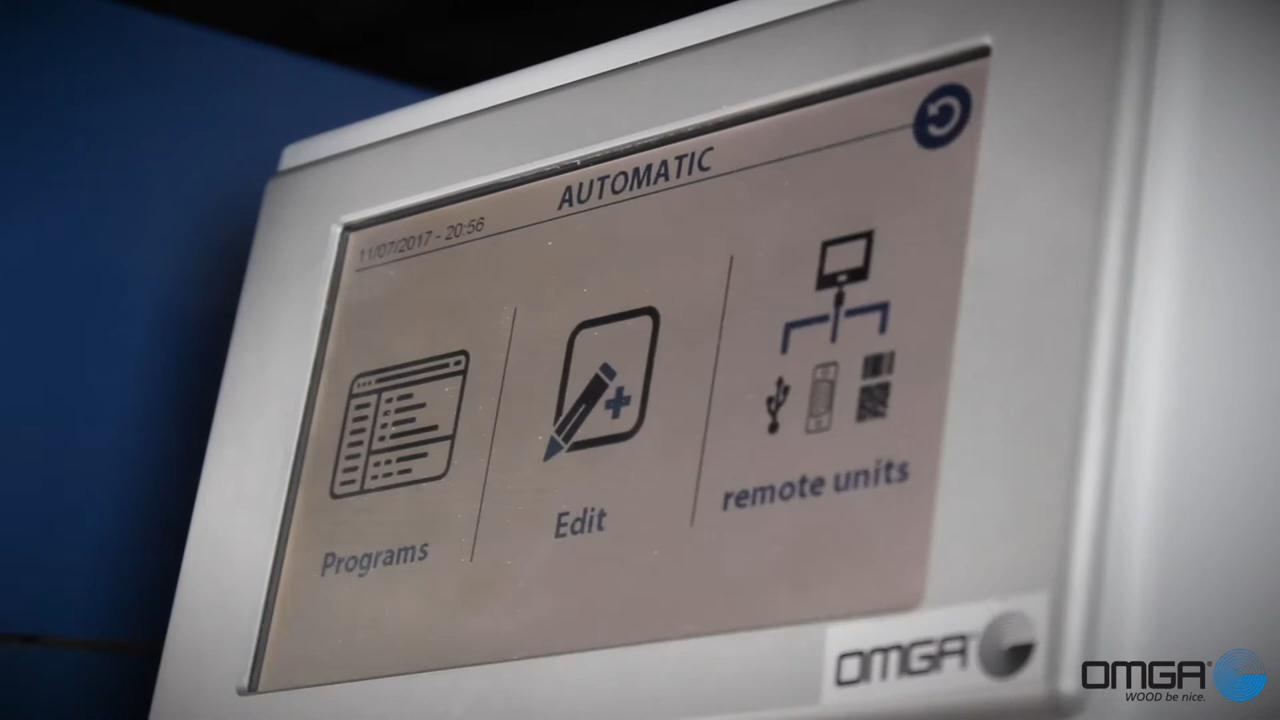 AUTOMATIC
11/07/2017 - 20:56
Programs
Edit
remote units
OMGA
OMGA®
WOOD be nice.